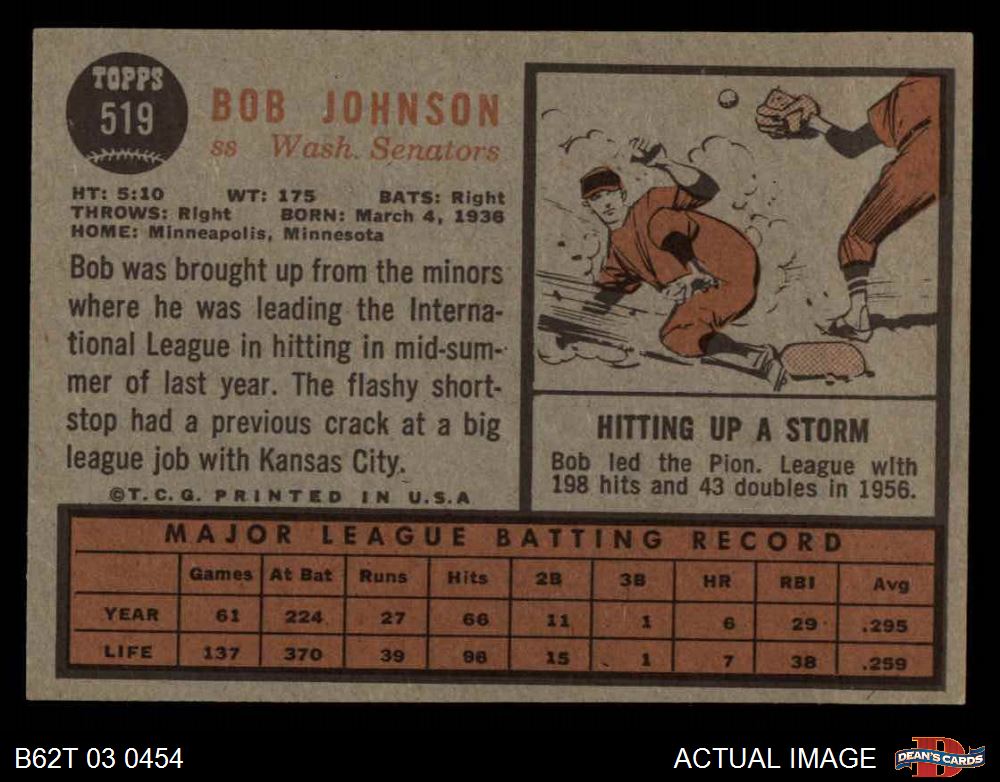 TOPPS
519
BOB JOHNSON
ss Wash. Senators
HT: 5:10 WT: 175 BATS: Right
THROWS: Right BORN: March 4, 1936
HOME: Minneapolis, Minnesota
Bob was brought up from the minors
where he was leading the Interna-
tional League in hitting in mid-sum-
mer of last year. The flashy short-
stop had a previous crack at a big
league job with Kansas City.
©T.C.G. PRINTED IN U.S.A
HITTING UP A STORM
Bob led the Pion. League with
198 hits and 43 doubles in 1956.
MAJOR LEAGUE BATTING RECORD
Games At Bat Runs Hits 2B 3B HR RBI Avg
YEAR 61 224 27 66 11 1 6 29 .295
LIFE 137 370 39 96 15 1 7 38 .259
B62T 03 0454
ACTUAL IMAGE
D
DEAN'S CARDS